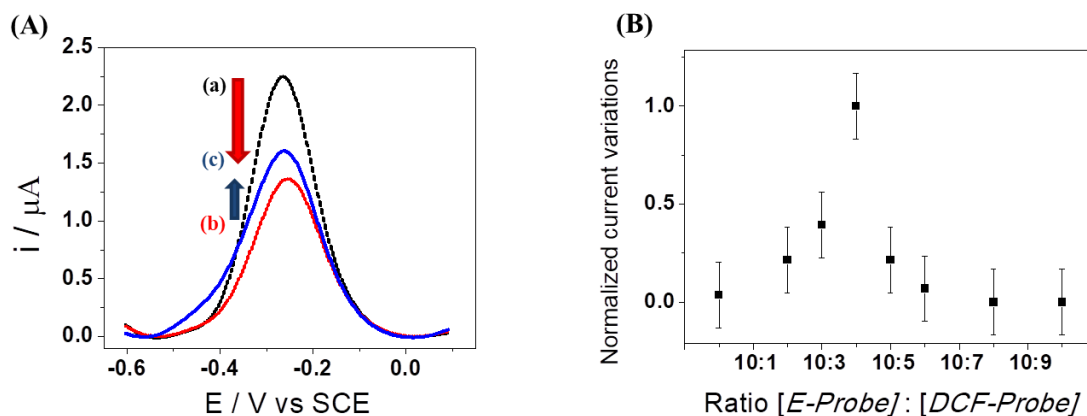 (A)
i / μA
2.5
2.0
1.5
1.0
0.5
0.0
(a)
(c)
(b)
-0.6
-0.4
-0.2
0.0
E / V vs SCE
(B)
Normalized current variations
1.0
0.5
0.0
10:1
10:3
10:5
10:7
10:9
Ratio [E-Probe] : [DCF-Probe]